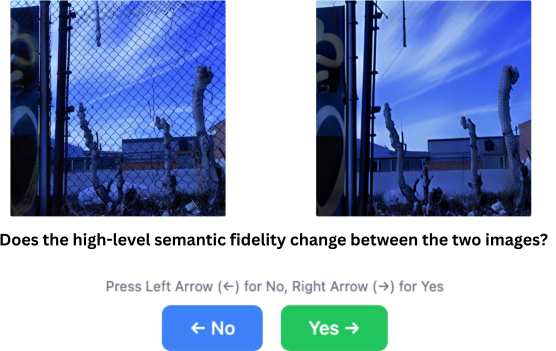 Does the high-level semantic fidelity change between the two images?
Press Left Arrow (←) for No, Right Arrow (→) for Yes
← No
Yes →